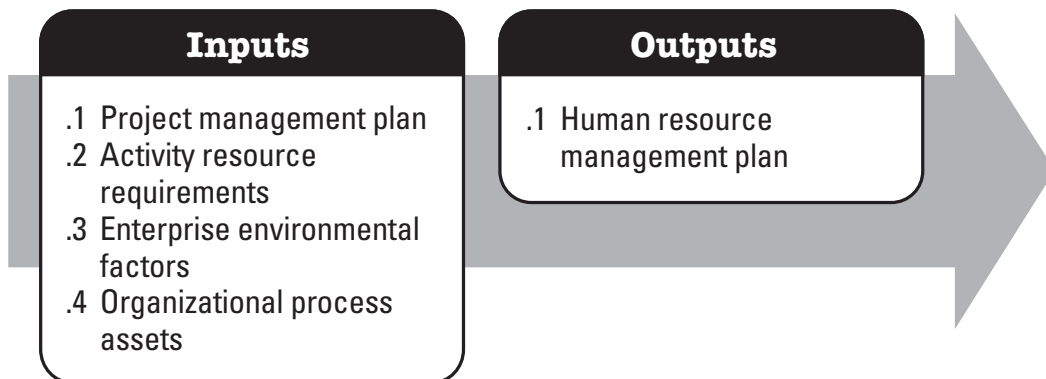 Inputs
.1 Project management plan
.2 Activity resource
requirements
.3 Enterprise environmental
factors
.4 Organizational process
assets
Outputs
.1 Human resource
management plan